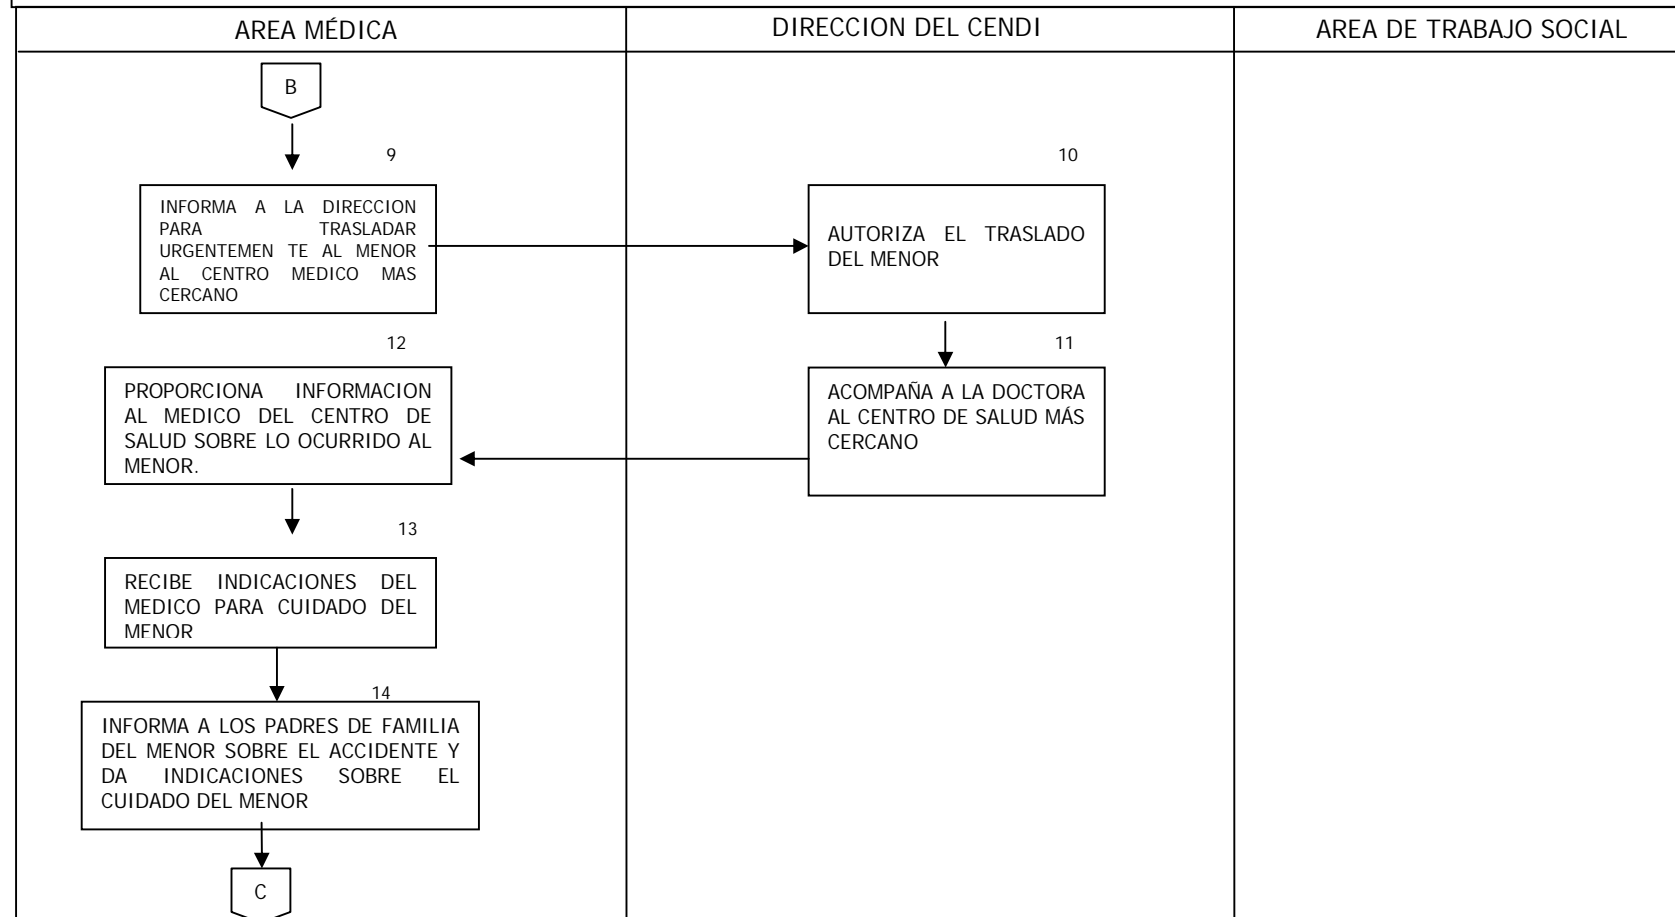 AREA MÉDICA
DIRECCION DEL CENDI
AREA DE TRABAJO SOCIAL
B
9
INFORMA A LA DIRECCION
PARA TRASLADAR
URGENTEMEN TE AL MENOR
AL CENTRO MEDICO MAS
CERCANO
10
AUTORIZA EL TRASLADO
DEL MENOR
11
ACOMPAÑA A LA DOCTORA
AL CENTRO DE SALUD MÁS
CERCANO
12
PROPORCIONA INFORMACION
AL MEDICO DEL CENTRO DE
SALUD SOBRE LO OCURRIDO AL
MENOR.
13
RECIBE INDICACIONES DEL
MEDICO PARA CUIDADO DEL
MENOR
14
INFORMA A LOS PADRES DE FAMILIA
DEL MENOR SOBRE EL ACCIDENTE Y
DA INDICACIONES SOBRE EL
CUIDADO DEL MENOR
C